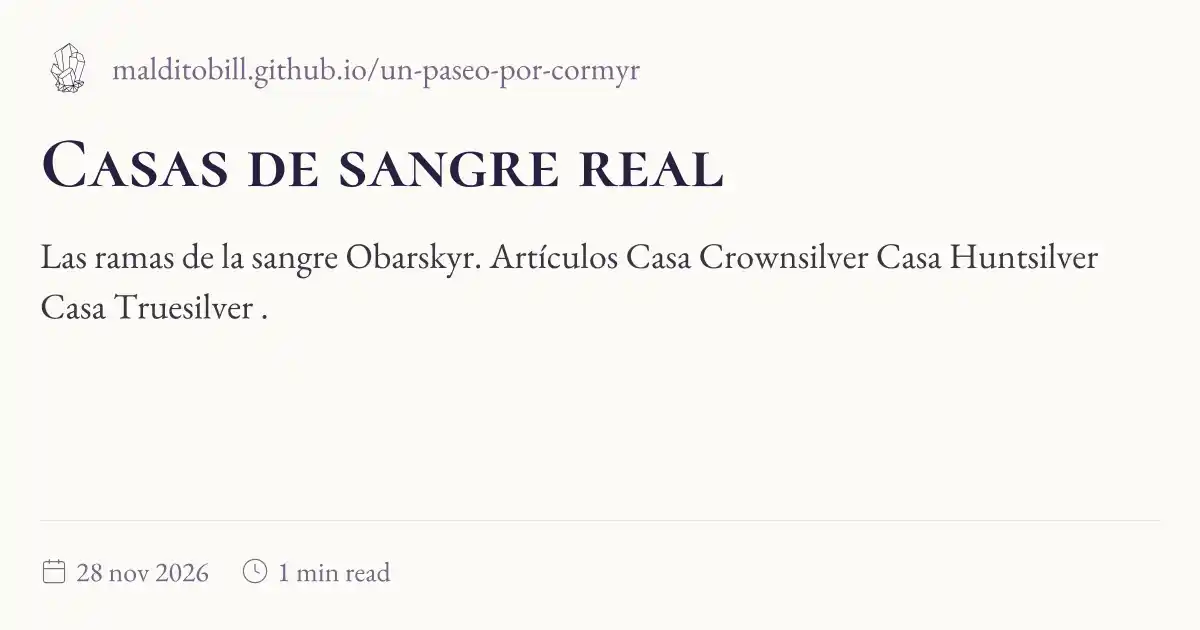 malditobill.github.io/un-paseo-por-cormyr
Casas de sangre real
Las ramas de la sangre Obarskyr. Artículos Casa Crownsilver Casa Huntsilver
Casa Truesilver .
28 nov 2026 1 min read